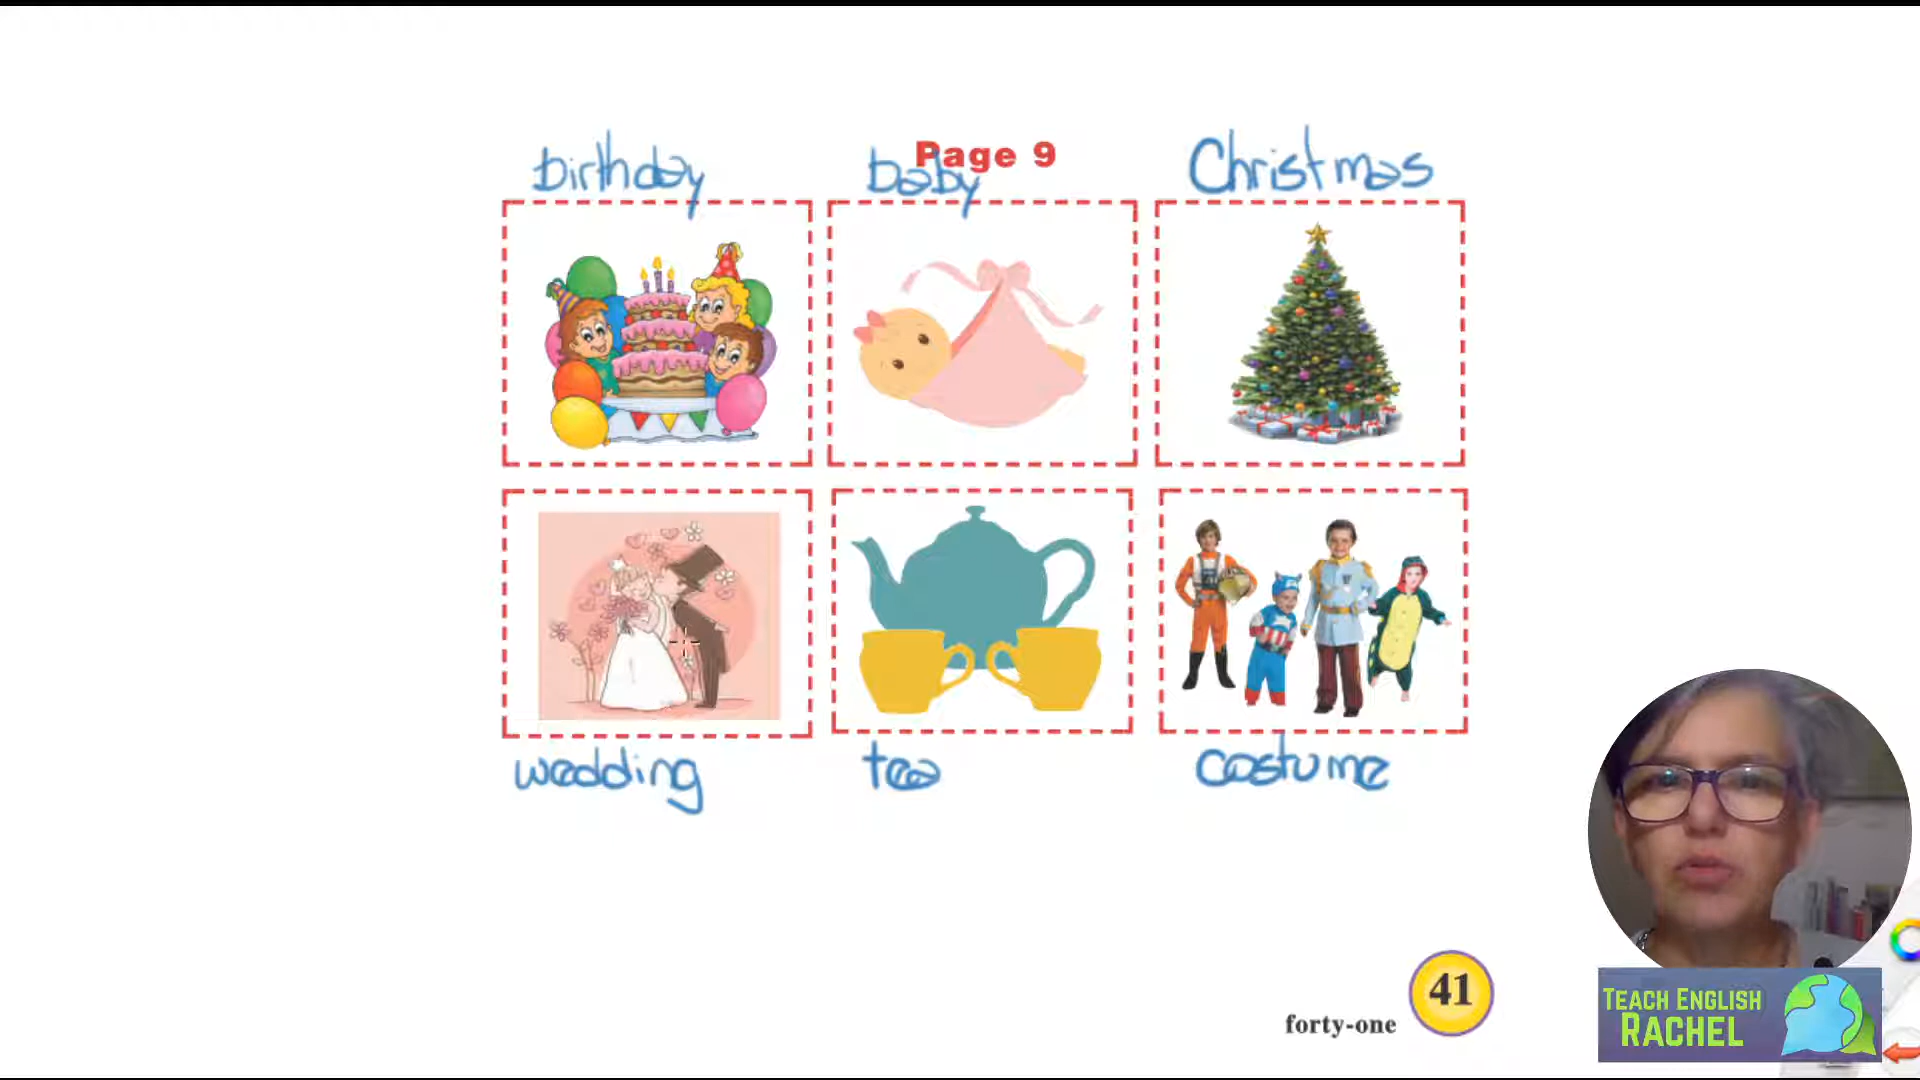 Page 9
birthday
baby
Christmas
wedding
tea
costume
41
forty-one
TEACH ENGLISH
RACHEL